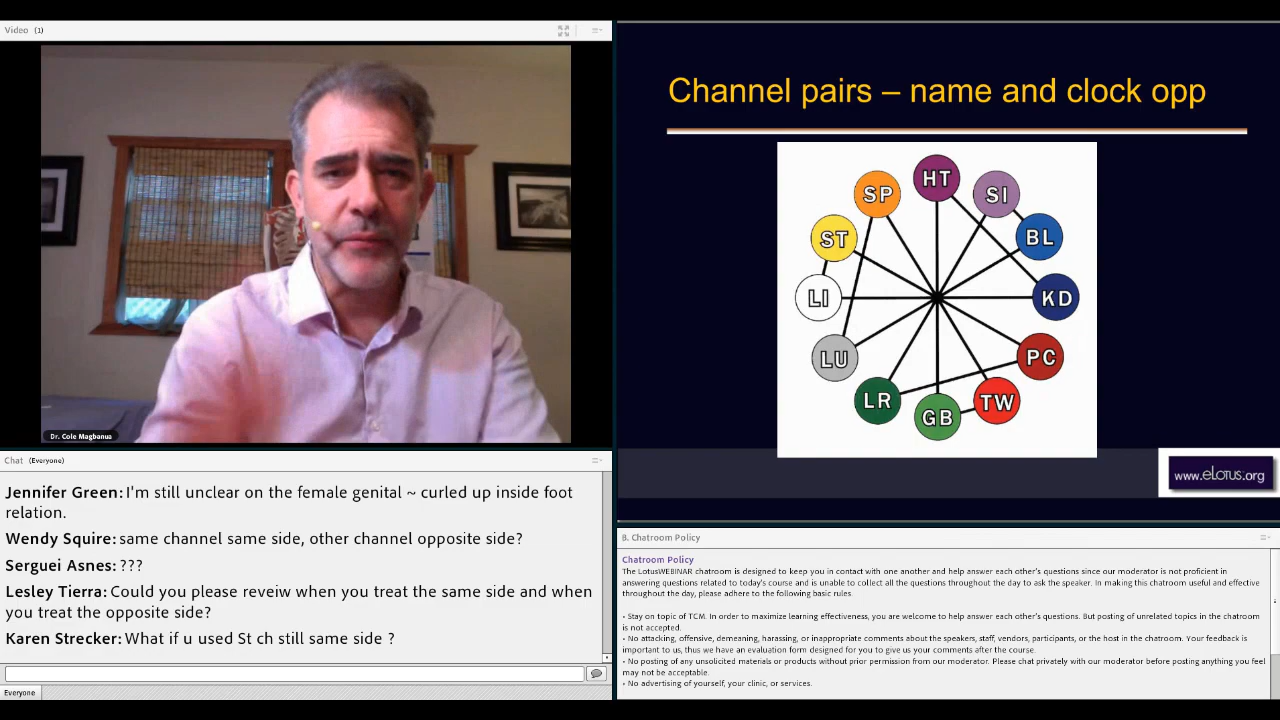 Video (1)
Dr. Cole Magbanua
Channel pairs – name and clock opp
HT
SP
SI
ST
BL
LI
KD
LU
PC
LR
TW
GB
www.eLotus.org
Chat (Everyone)
Jennifer Green: I'm still unclear on the female genital ~ curled up inside foot
relation.
Wendy Squire: same channel same side, other channel opposite side?
Serguei Asnes: ???
Lesley Tierra: Could you please reveiw when you treat the same side and when
you treat the opposite side?
Karen Strecker: What if u used St ch still same side ?
Everyone
B. Chatroom Policy
Chatroom Policy
The LotusWEBINAR chatroom is designed to keep you in contact with one another and help answer each other's questions since our moderator is not proficient in
answering questions related to today's course and is unable to collect all the questions throughout the day to ask the speaker. In making this chatroom useful and effective
throughout the day, please adhere to the following basic rules.
• Stay on topic of TCM. In order to maximize learning effectiveness, you are welcome to help answer each other's questions. But posting of unrelated topics in the chatroom
is not accepted.
• No attacking, offensive, demeaning, harassing, or inappropriate comments about the speakers, staff, vendors, participants, or the host in the chatroom. Your feedback is
important to us, thus we have an evaluation form designed for you to give us your comments after the course.
• No posting of any unsolicited materials or products without prior permission from our moderator. Please chat privately with our moderator before posting anything you feel
may not be acceptable.
• No advertising of yourself, your clinic, or services.